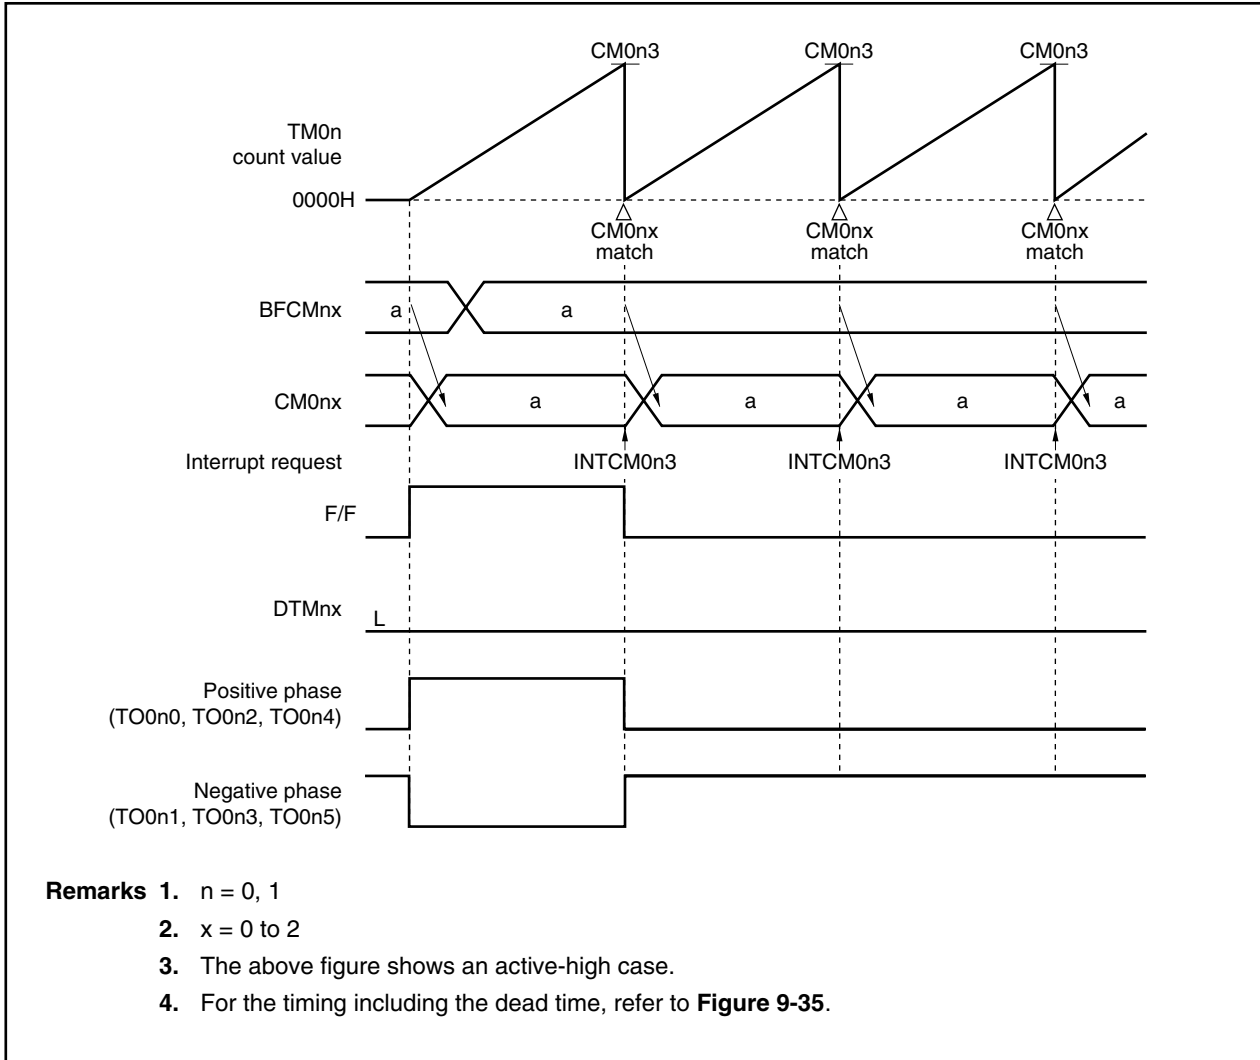 CM0n3 CM0n3 CM0n3
TM0n
count value
0000H
CM0nx CM0nx CM0nx
match match match
BFCMnx a a
CM0nx a a a a
Interrupt request INTCM0n3 INTCM0n3 INTCM0n3
F/F
DTMnx
L
Positive phase
(TO0n0, TO0n2, TO0n4)
Negative phase
(TO0n1, TO0n3, TO0n5)
Remarks 1. n = 0, 1
2. x = 0 to 2
3. The above figure shows an active-high case.
4. For the timing including the dead time, refer to Figure 9-35.